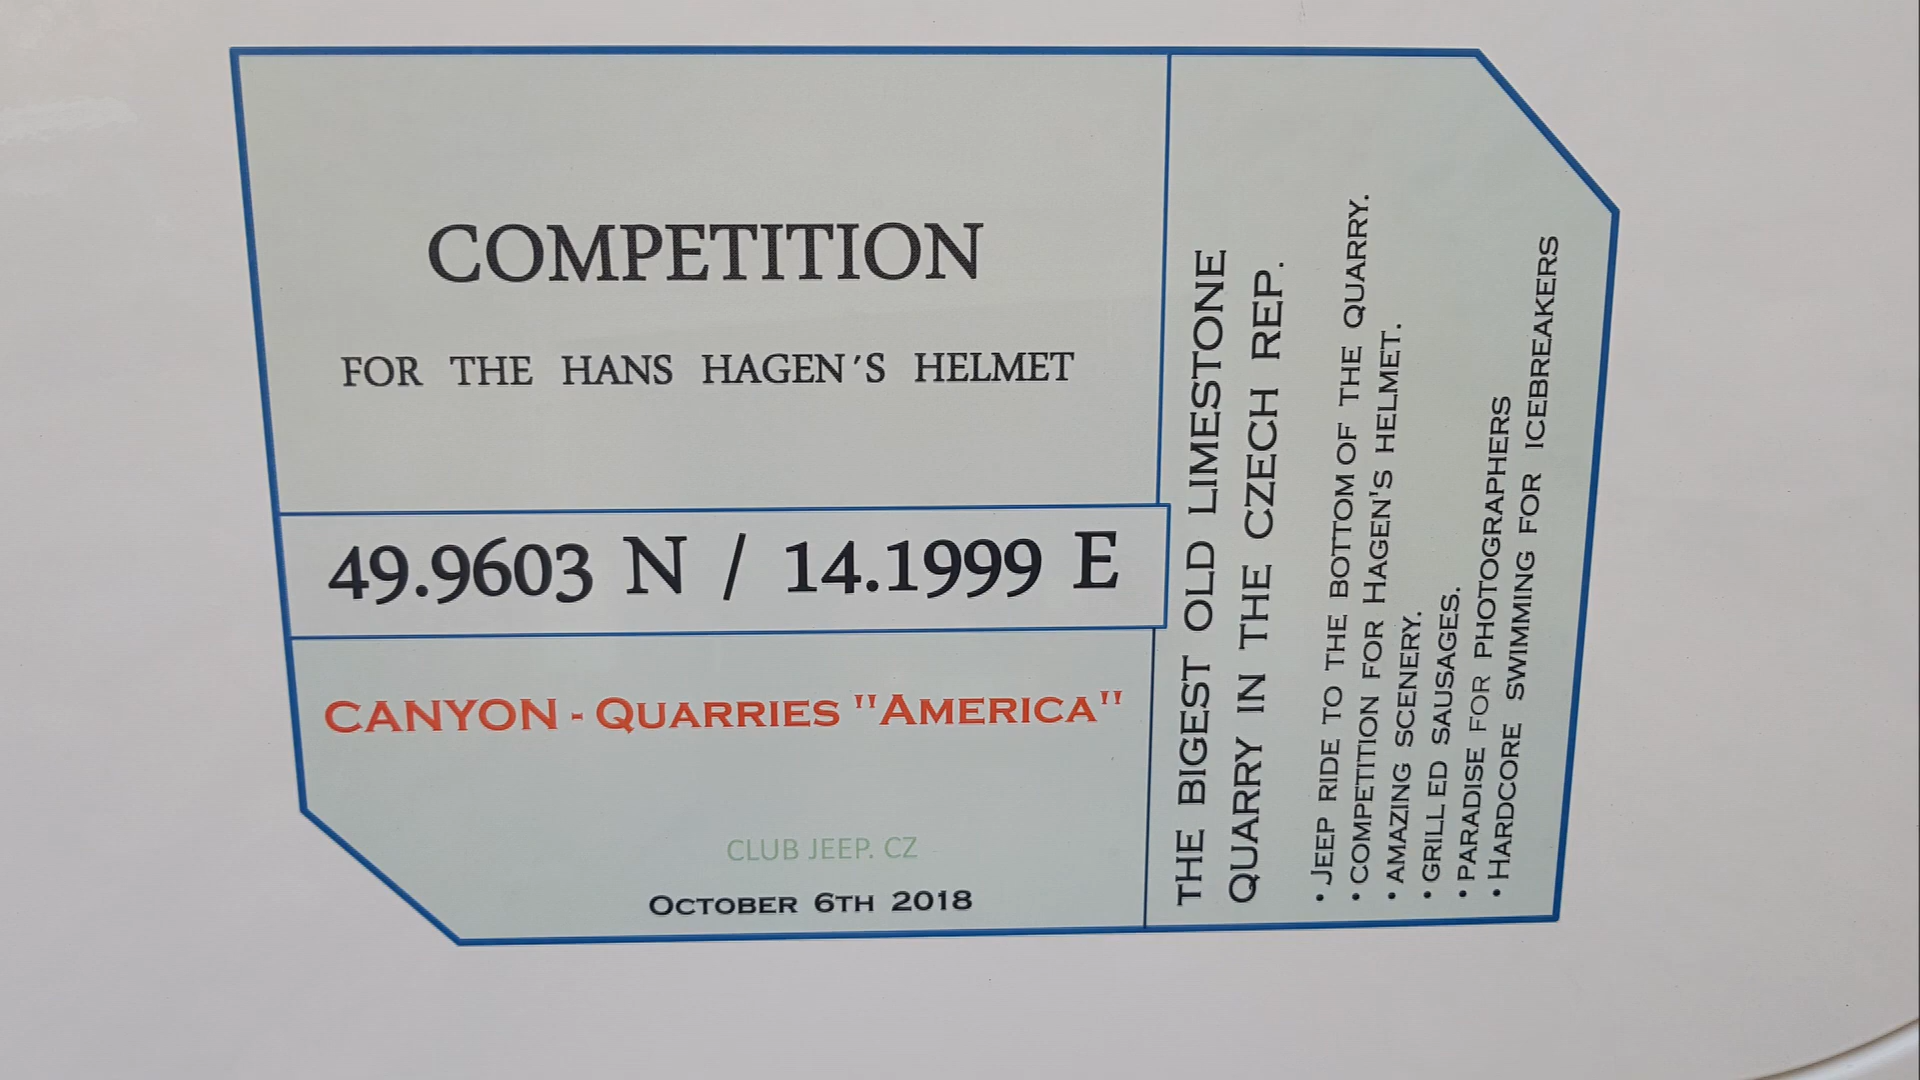 COMPETITION
FOR THE HANS HAGEN'S HELMET
49.9603 N / 14.1999 E
CANYON - QUARRIES "AMERICA"
CLUB JEEP. CZ
OCTOBER 6TH 2018
THE BIGEST OLD LIMESTONE
QUARRY IN THE CZECH REP.
• JEEP RIDE TO THE BOTTOM OF THE QUARRY.
• COMPETITION FOR HAGEN'S HELMET.
• AMAZING SCENERY.
• GRILLED SAUSAGES.
• PARADISE FOR PHOTOGRAPHERS
• HARDCORE SWIMMING FOR ICEBREAKERS